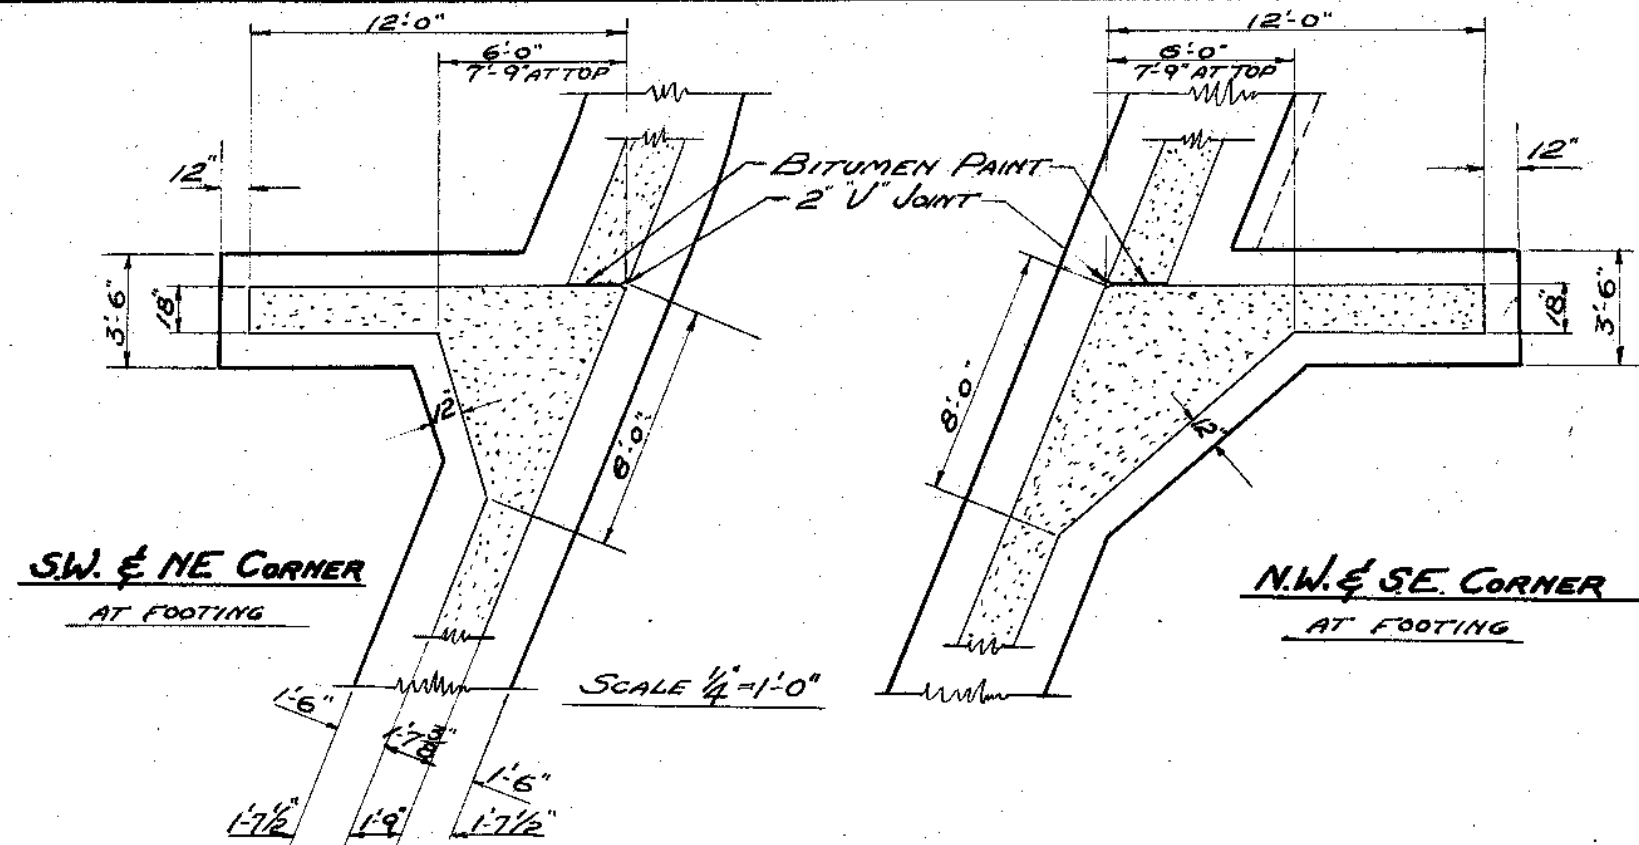 12'-0"
6'-0"
7'-9" AT TOP
12"
3'-6"
18"
12"
8'-0"
BITUMEN PAINT
2" "V" JOINT
12'-0"
6'-0"
7'-9" AT TOP
12"
18"
3'-6"
8'-0"
12"
S.W. & NE CORNER
AT FOOTING
N.W. & S.E. CORNER
AT FOOTING
SCALE 1/4" = 1'-0"
1'-6"
1'-7 3/8"
1'-6"
1'-7 1/2"
1'-9"
1'-7 1/2"